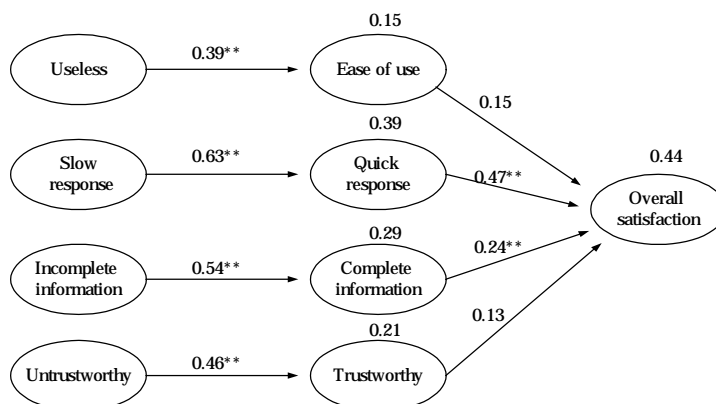 0.15
Useless
0.39**
Ease of use
0.15
0.39
Slow
response
0.63**
Quick
response
0.47**
0.44
Overall
satisfaction
0.29
Incomplete
information
0.54**
Complete
information
0.24**
0.13
0.21
Untrustworthy
0.46**
Trustworthy